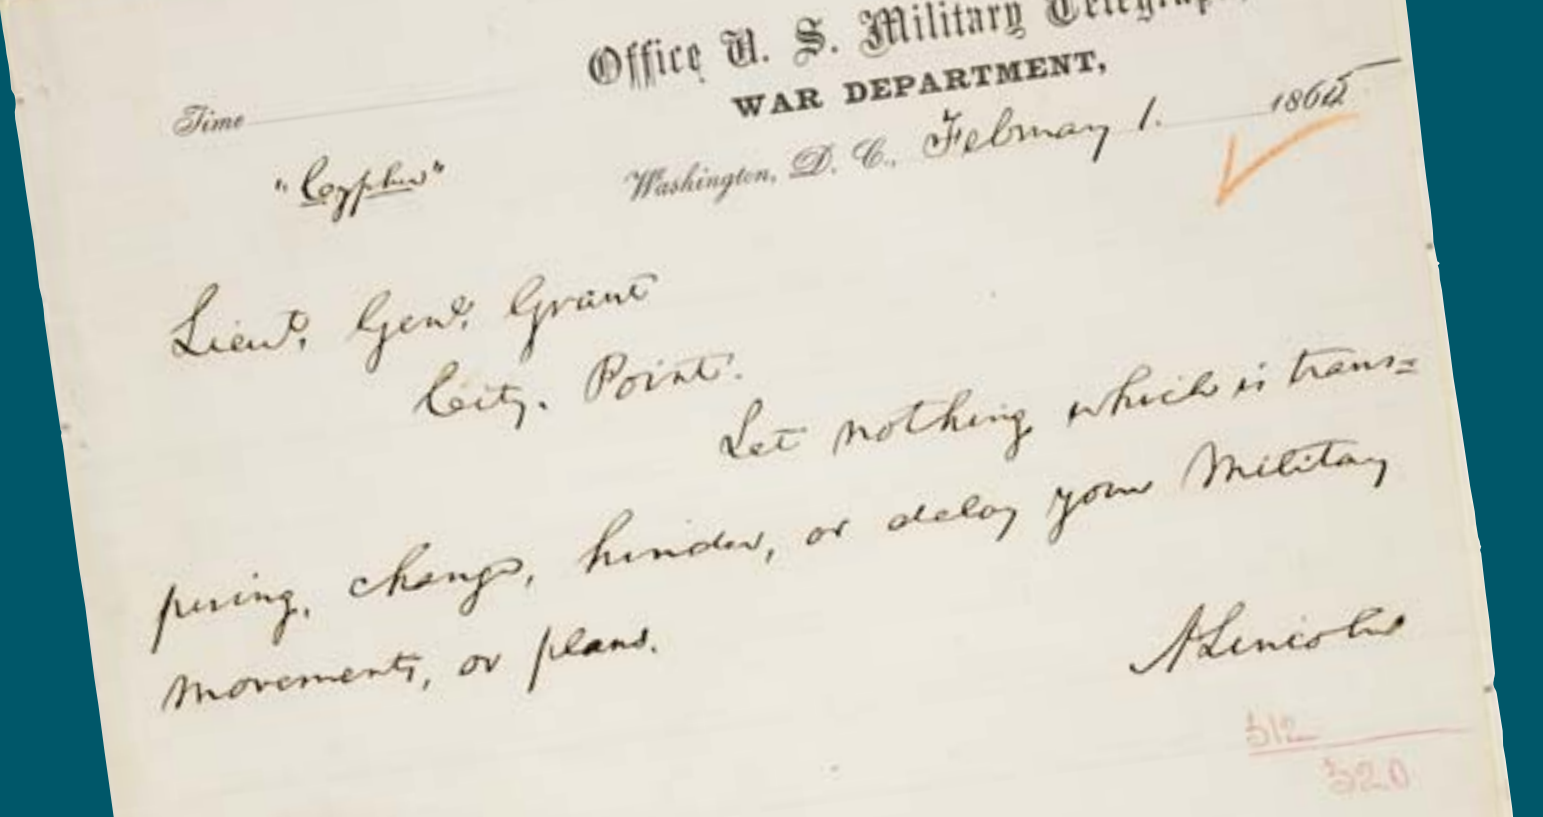 Office U. S. Military Telegraph
WAR DEPARTMENT,
Time
Washington, D. C., February 1. 1865
"Cypher"
Lieut. Genl. Grant
City. Point.
Let nothing which is trans=
piring, change, hinder, or delay your Military
movements, or plans.
A Lincoln
512
520